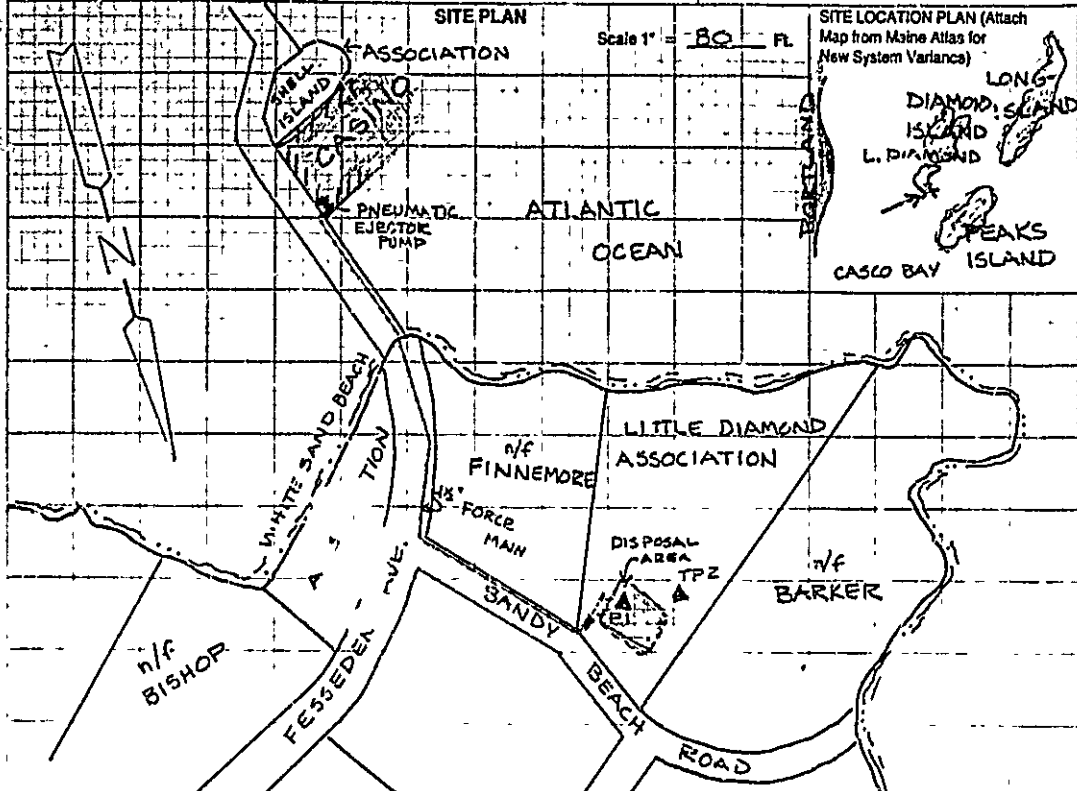 SITE PLAN
Scale 1" = 80 Ft.
SITE LOCATION PLAN (Attach
Map from Maine Atlas for
New System Variance)
LONG
ISLAND
DIAMOND
ISLAND
L. DIAMOND
PORTLAND
PEAKS
ISLAND
CASCO BAY
ASSOCIATION
SHELL
ISLAND
CASINO
PNEUMATIC
EJECTOR
PUMP
ATLANTIC
OCEAN
N
WHITE SAND BEACH
TION
n/f
FINNEMORE
LITTLE DIAMOND
ASSOCIATION
FORCE
MAIN
DISPOSAL
AREA
TP2
n/f
BARKER
AVE.
SANDY
BEACH
ROAD
n/f
BISHOP
FESSEDEN